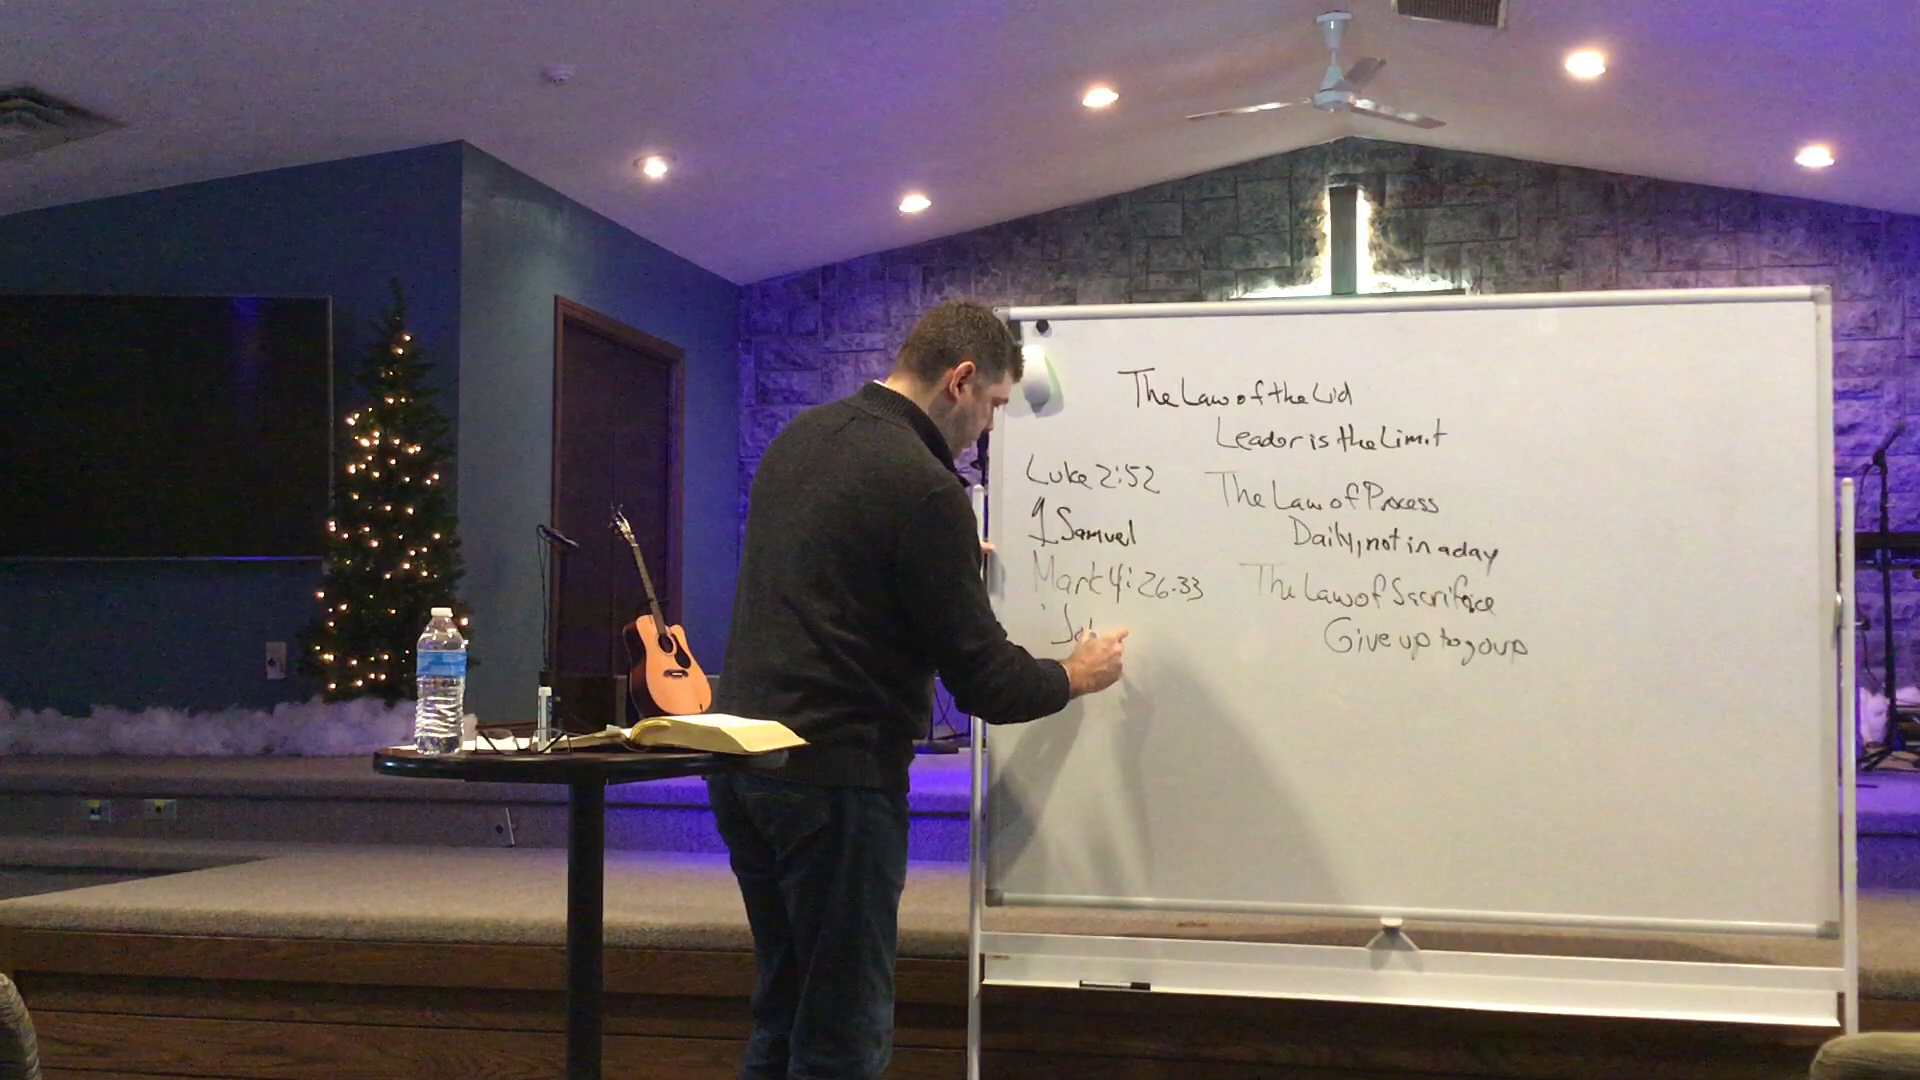 The Law of the Lid
Leader is the Limit
Luke 2:52
The Law of Process
1 Samuel
Daily, not in a day
Mark 4:26-33
The Law of Sacrifice
Give up to go up